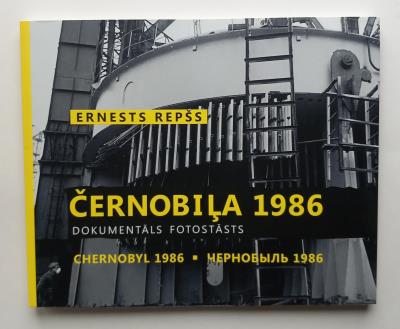 ERNESTS REPŠS
ČERNOBIĻA 1986
DOKUMENTĀLS FOTOSTĀSTS
CHERNOBYL 1986 ▪ ЧЕРНОБЫЛЬ 1986